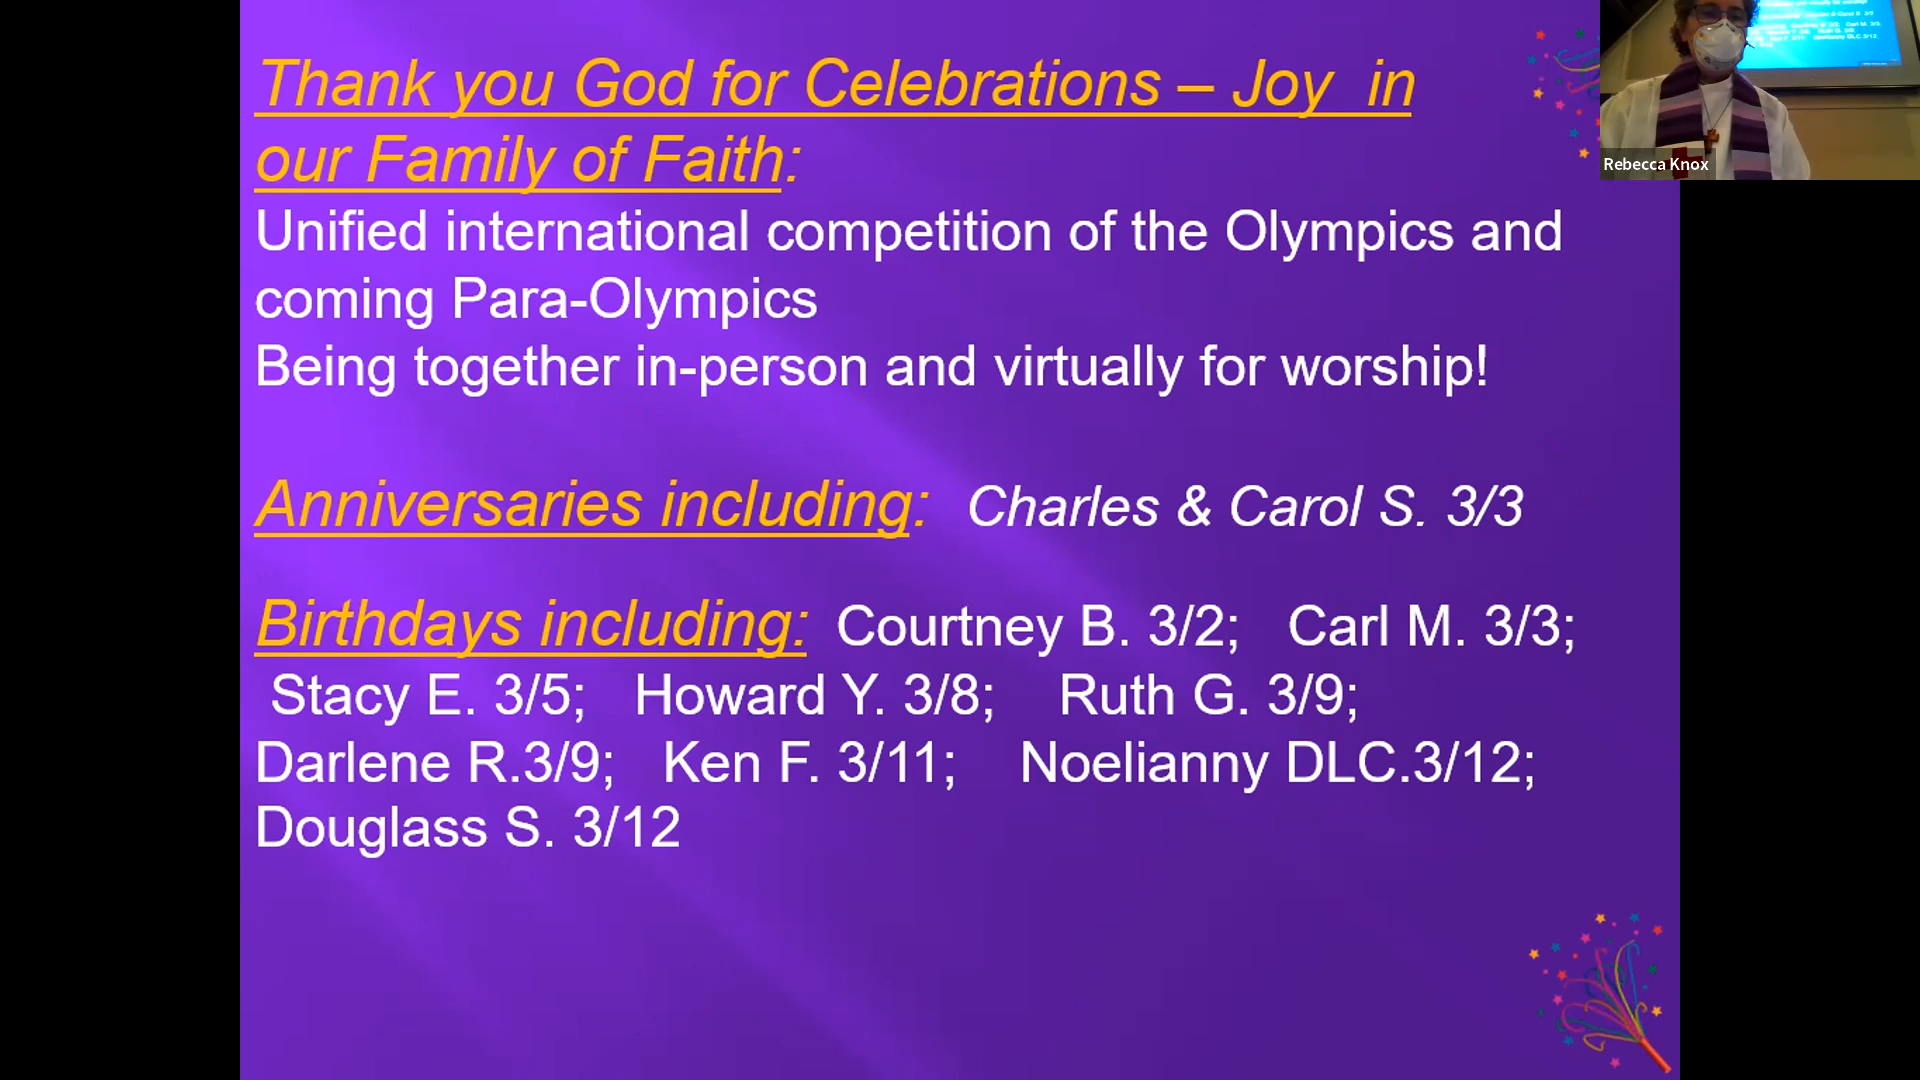 Thank you God for Celebrations – Joy in
our Family of Faith:
Unified international competition of the Olympics and
coming Para-Olympics
Being together in-person and virtually for worship!
Anniversaries including: Charles & Carol S. 3/3
Birthdays including: Courtney B. 3/2; Carl M. 3/3;
Stacy E. 3/5; Howard Y. 3/8; Ruth G. 3/9;
Darlene R.3/9; Ken F. 3/11; Noelianny DLC.3/12;
Douglass S. 3/12
Rebecca Knox